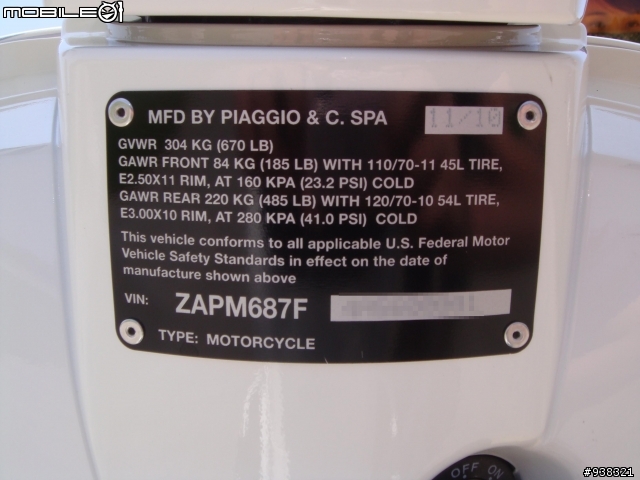 MOBILE01
MFD BY PIAGGIO & C. SPA 11/10
GVWR 304 KG (670 LB)
GAWR FRONT 84 KG (185 LB) WITH 110/70-11 45L TIRE,
E2.50X11 RIM, AT 160 KPA (23.2 PSI) COLD
GAWR REAR 220 KG (485 LB) WITH 120/70-10 54L TIRE,
E3.00X10 RIM, AT 280 KPA (41.0 PSI) COLD
This vehicle conforms to all applicable U.S. Federal Motor
Vehicle Safety Standards in effect on the date of
manufacture shown above
VIN: ZAPM687F
TYPE: MOTORCYCLE
OFF ON
#938321